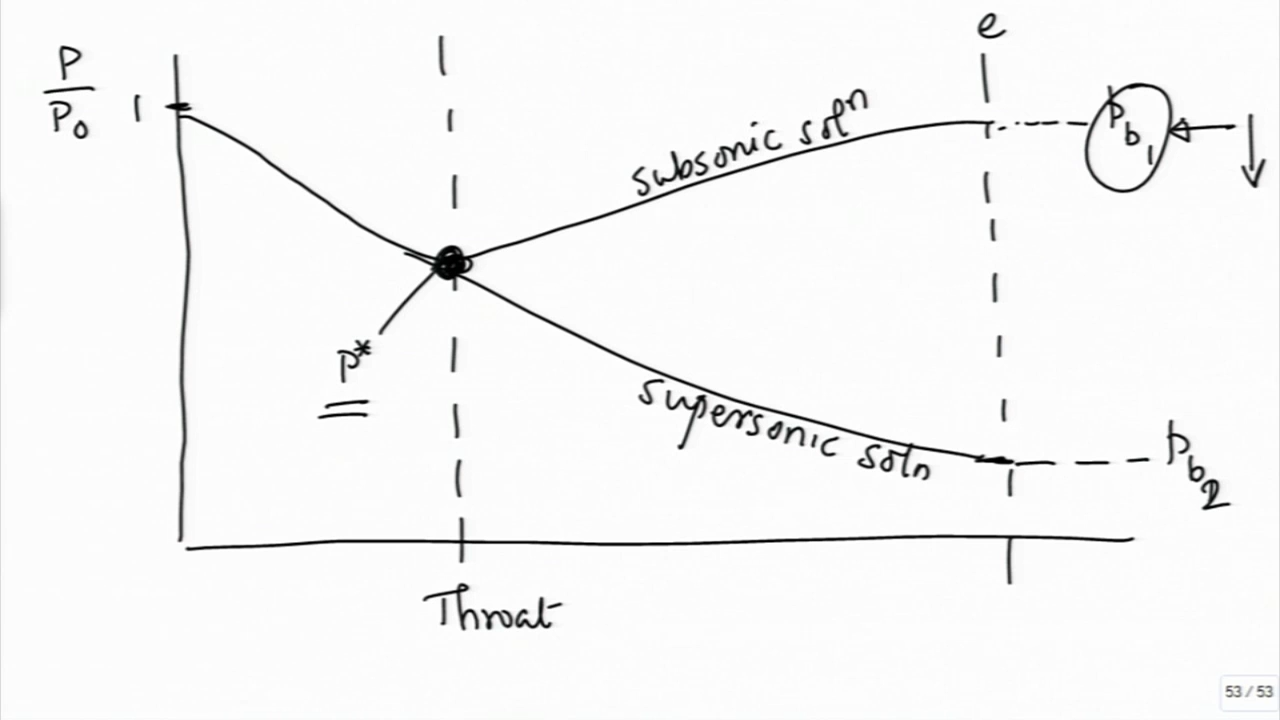 e
P
P0
1
subsonic solⁿ
pb1
P*
supersonic soln
pb2
Throat
53 / 53